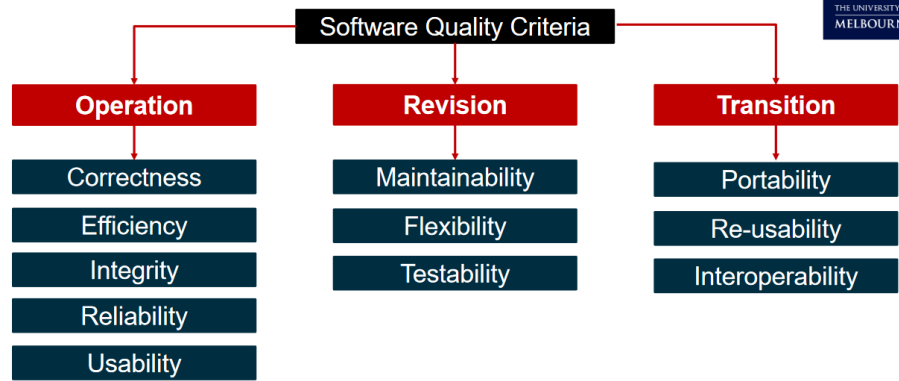 Software Quality Criteria
THE UNIVERSITY
MELBOURN
Operation
Correctness
Efficiency
Integrity
Reliability
Usability
Revision
Maintainability
Flexibility
Testability
Transition
Portability
Re-usability
Interoperability